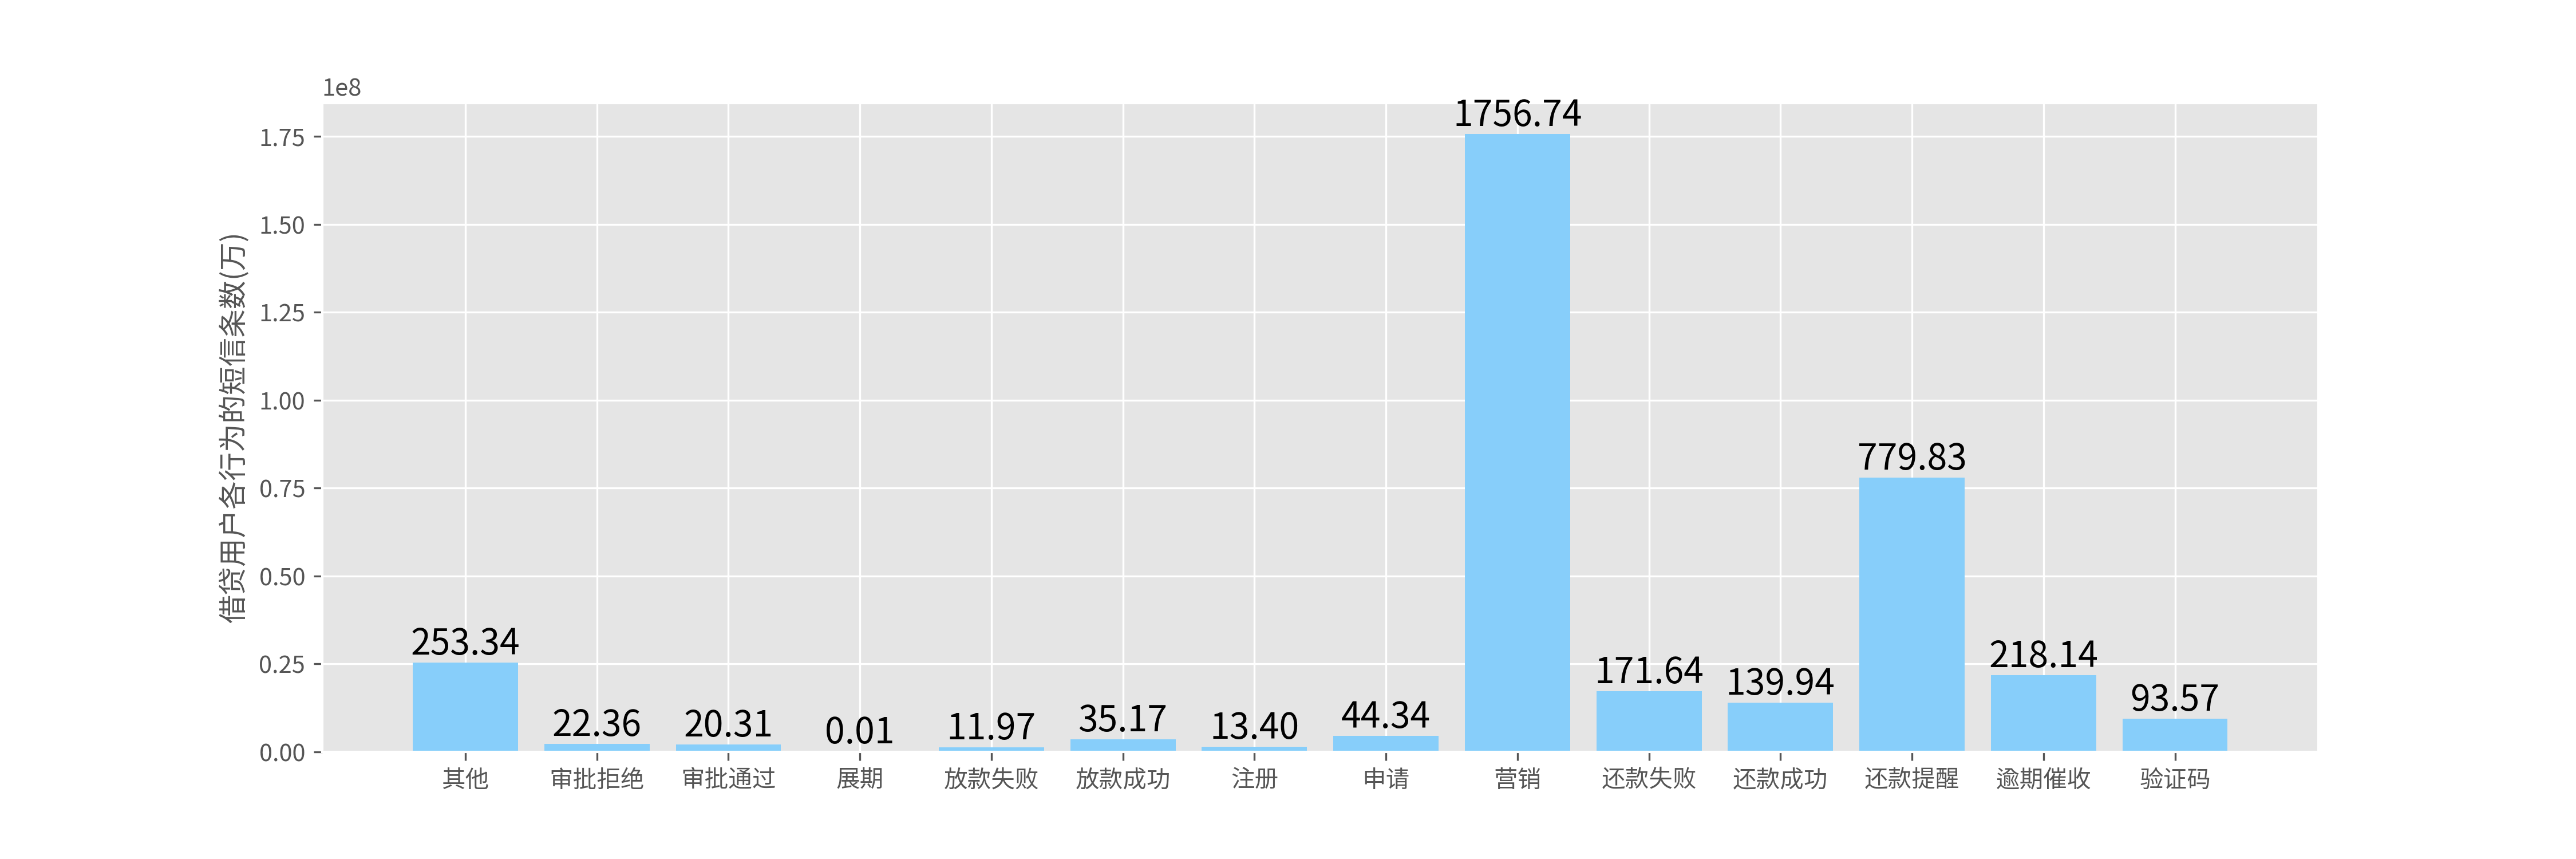 1e8
1.75
1.50
1.25
1.00
0.75
0.50
0.25
0.00
借贷用户各行为的短信条数(万)
253.34
22.36
20.31
0.01
11.97
35.17
13.40
44.34
1756.74
171.64
139.94
779.83
218.14
93.57
其他
审批拒绝
审批通过
展期
放款失败
放款成功
注册
申请
营销
还款失败
还款成功
还款提醒
逾期催收
验证码